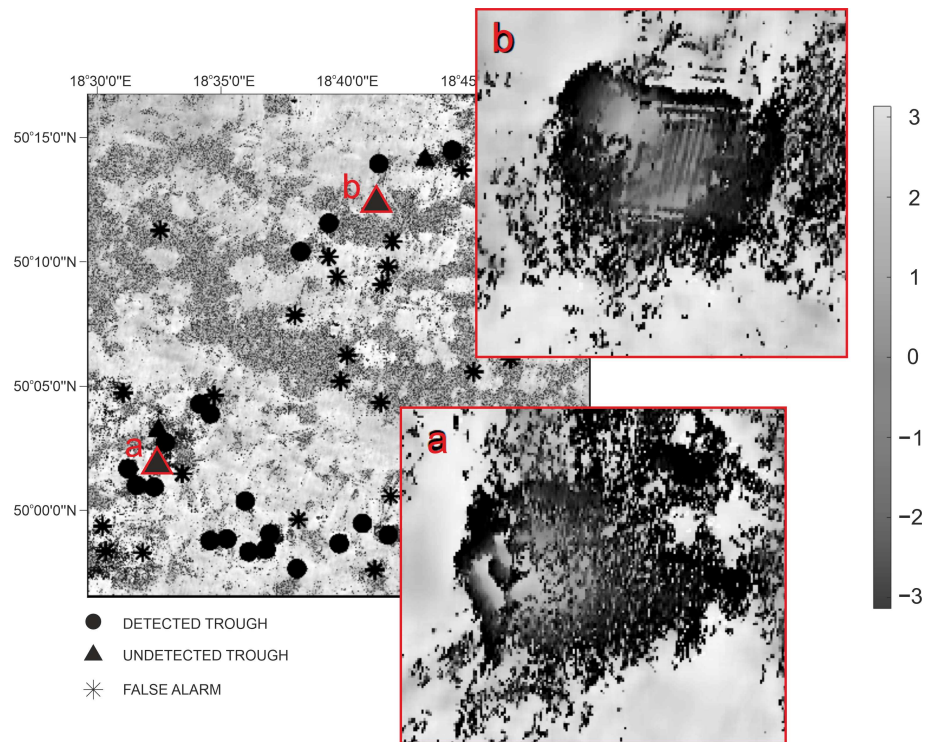 b
18°30'0"E 18°35'0"E 18°40'0"E 18°45
50°15'0"N
b
50°10'0"N
50°05'0"N
a
50°00'0"N
a
3
2
1
0
−1
−2
−3
DETECTED TROUGH
UNDETECTED TROUGH
FALSE ALARM